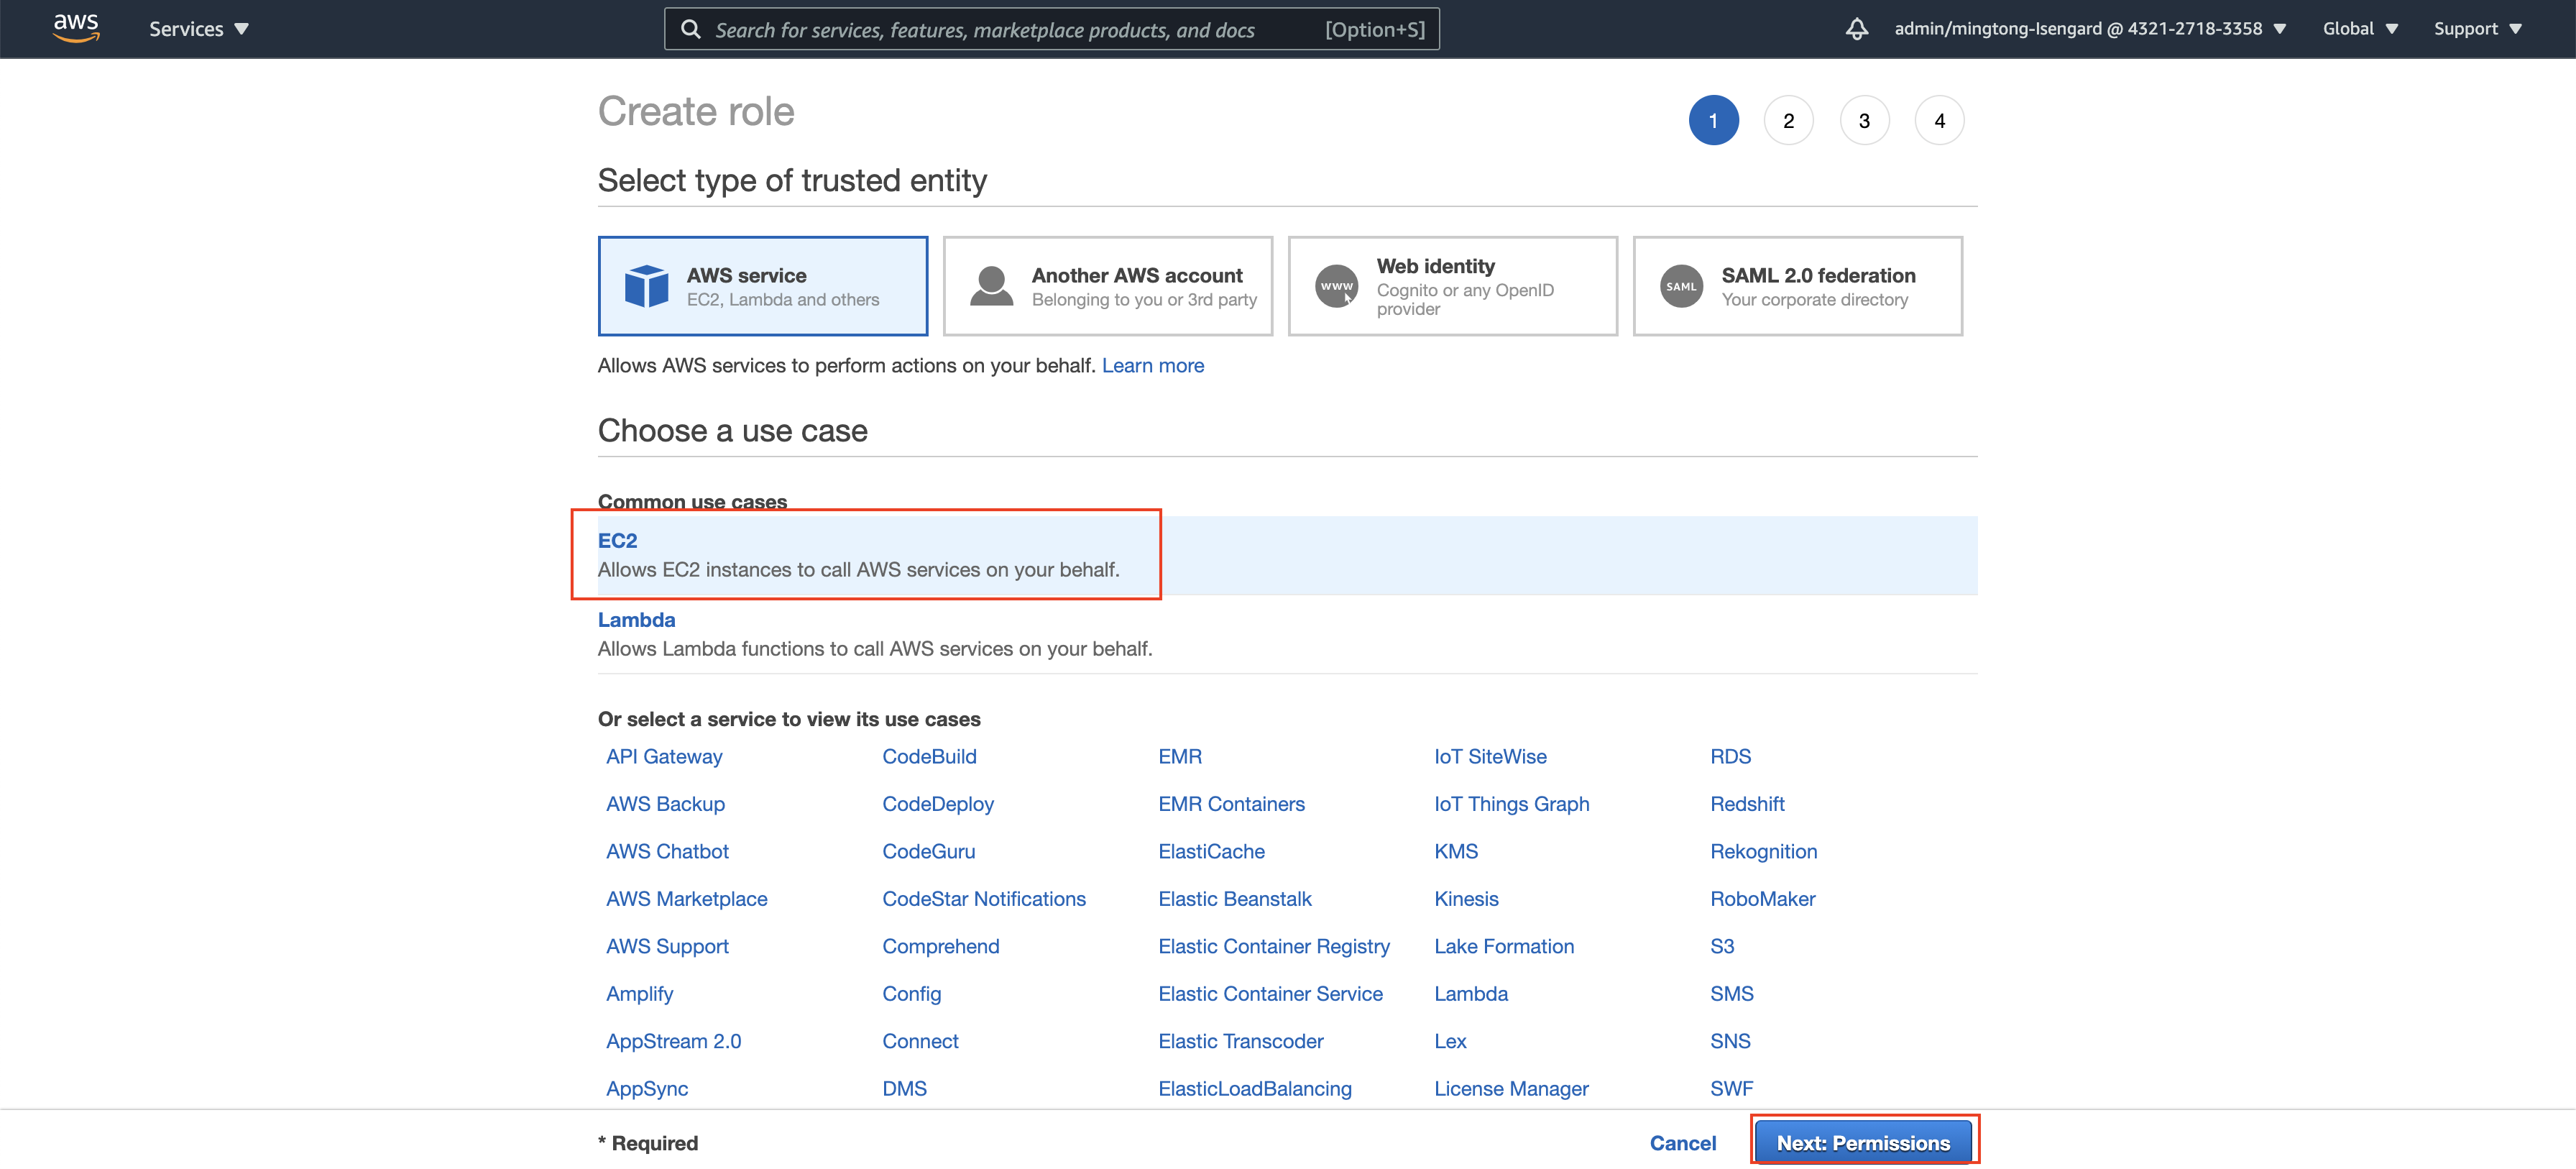 aws Services Search for services, features, marketplace products, and docs [Option+S] admin/mingtong-Isengard @ 4321-2718-3358 Global Support
Create role 1 2 3 4
Select type of trusted entity
AWS service
EC2, Lambda and others
Another AWS account
Belonging to you or 3rd party
www
Web identity
Cognito or any OpenID
provider
SAML
SAML 2.0 federation
Your corporate directory
Allows AWS services to perform actions on your behalf. Learn more
Choose a use case
Common use cases
EC2
Allows EC2 instances to call AWS services on your behalf.
Lambda
Allows Lambda functions to call AWS services on your behalf.
Or select a service to view its use cases
API Gateway CodeBuild EMR IoT SiteWise RDS
AWS Backup CodeDeploy EMR Containers IoT Things Graph Redshift
AWS Chatbot CodeGuru ElastiCache KMS Rekognition
AWS Marketplace CodeStar Notifications Elastic Beanstalk Kinesis RoboMaker
AWS Support Comprehend Elastic Container Registry Lake Formation S3
Amplify Config Elastic Container Service Lambda SMS
AppStream 2.0 Connect Elastic Transcoder Lex SNS
AppSync DMS ElasticLoadBalancing License Manager SWF
* Required Cancel Next: Permissions